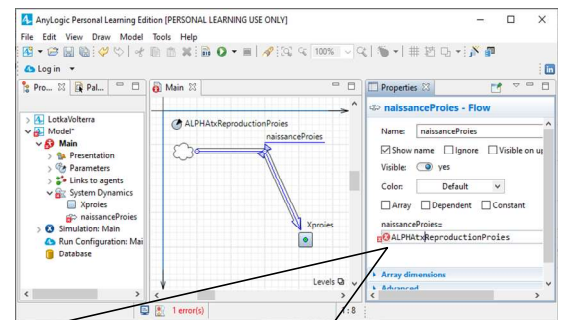 AnyLogic Personal Learning Edition [PERSONAL LEARNING USE ONLY]
File Edit View Draw Model Tools Help
100%
Log in
in
Pro... Pal...
Main
Properties
LotkaVolterra
Model*
Main
Presentation
Parameters
Links to agents
System Dynamics
Xproies
naissanceProies
Simulation: Main
Run Configuration: Mai
Database
ALPHAtxReproductionProies
naissanceProies
Xproies
Levels
naissanceProies - Flow
Name: naissanceProies
Show name Ignore Visible on up
Visible: yes
Color: Default
Array Dependent Constant
naissanceProies=
ALPHAtxReproductionProies
Array dimensions
Advanced
1 error(s)